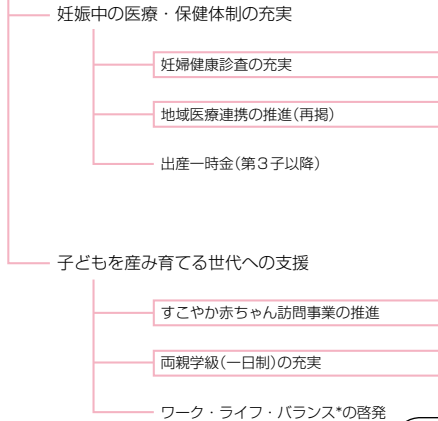 妊娠中の医療・保健体制の充実
妊婦健康診査の充実
地域医療連携の推進(再掲)
出産一時金(第３子以降)
子どもを産み育てる世代への支援
すこやか赤ちゃん訪問事業の推進
両親学級(一日制)の充実
ワーク・ライフ・バランス*の啓発